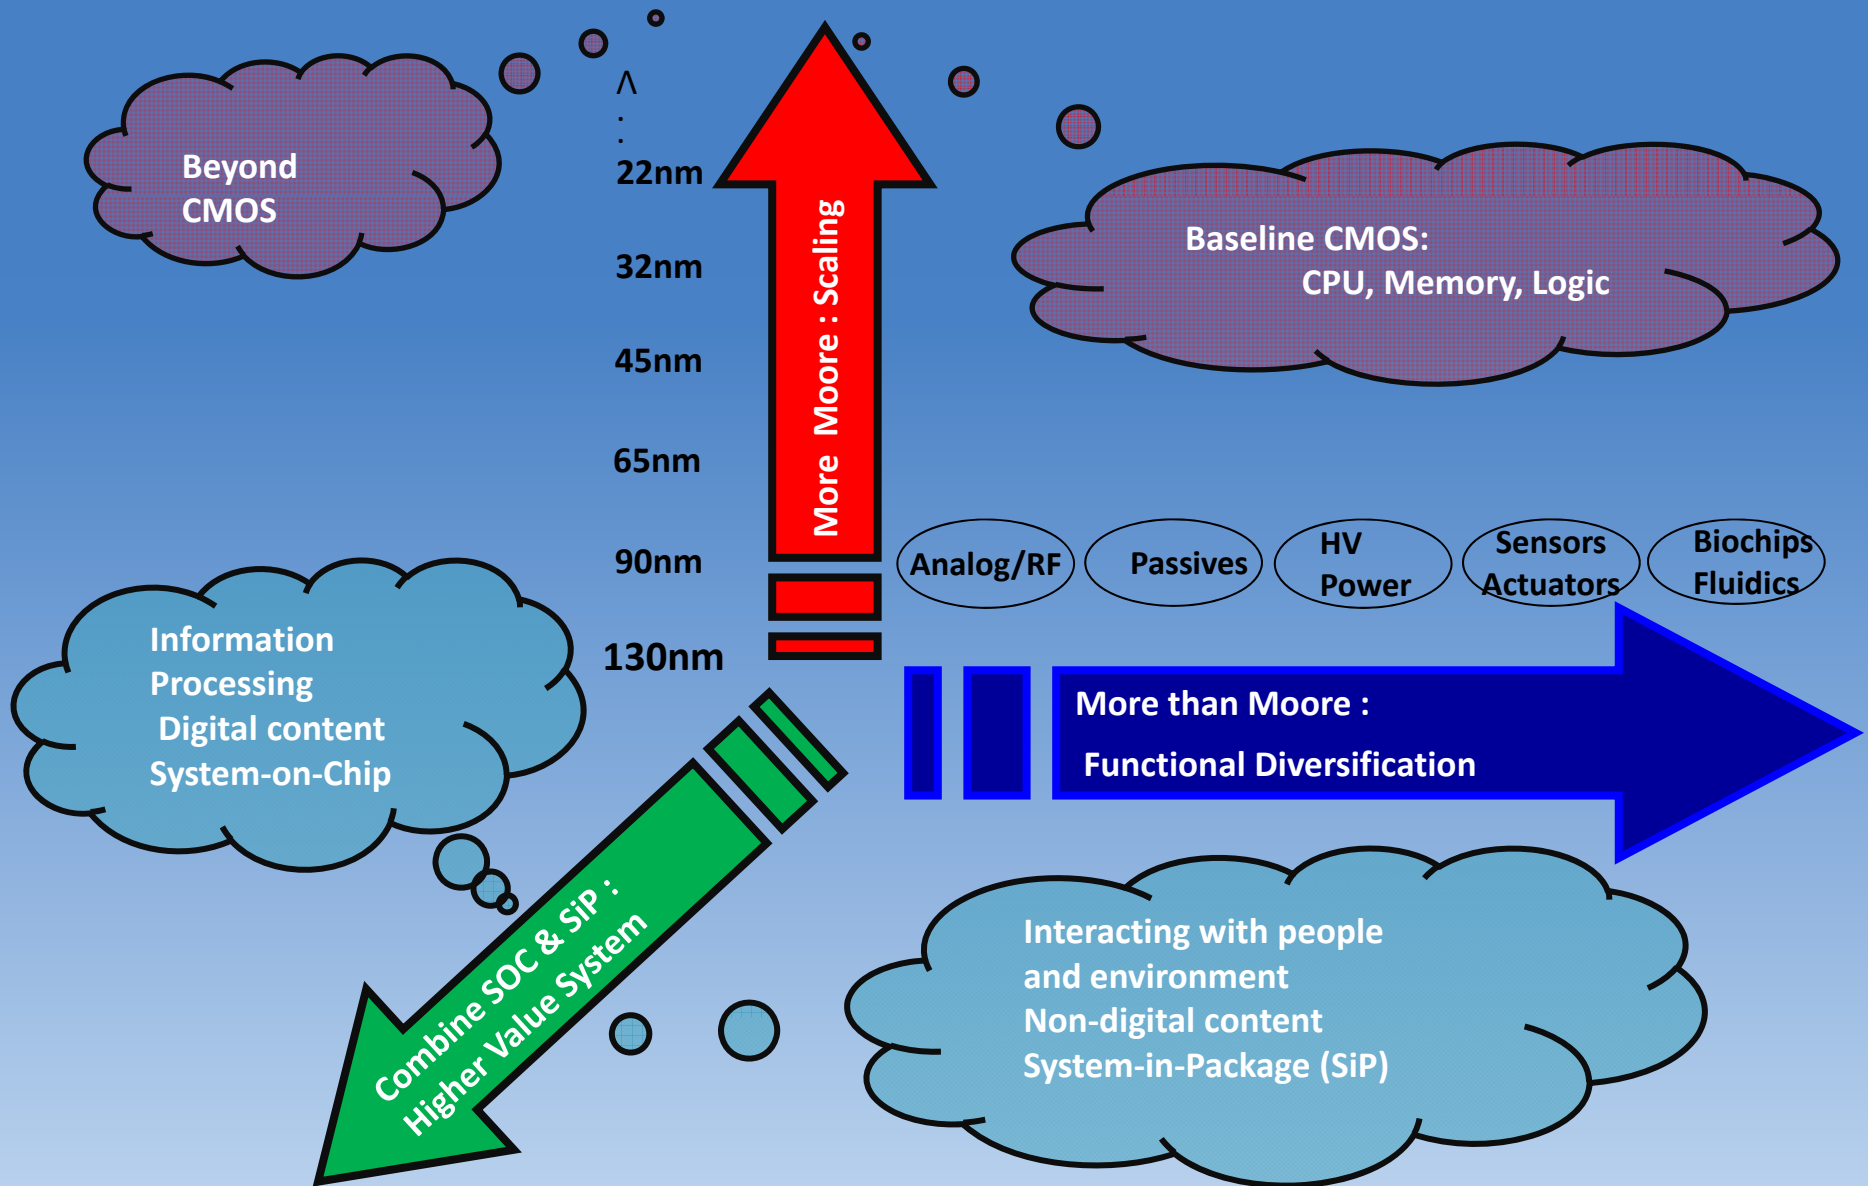 Λ
:
:
22nm
32nm
45nm
65nm
90nm
130nm
Beyond
CMOS
More Moore : Scaling
Baseline CMOS:
CPU, Memory, Logic
Analog/RF
Passives
HV
Power
Sensors
Actuators
Biochips
Fluidics
More than Moore :
Functional Diversification
Information
Processing
Digital content
System-on-Chip
Combine SOC & SiP :
Higher Value System
Interacting with people
and environment
Non-digital content
System-in-Package (SiP)